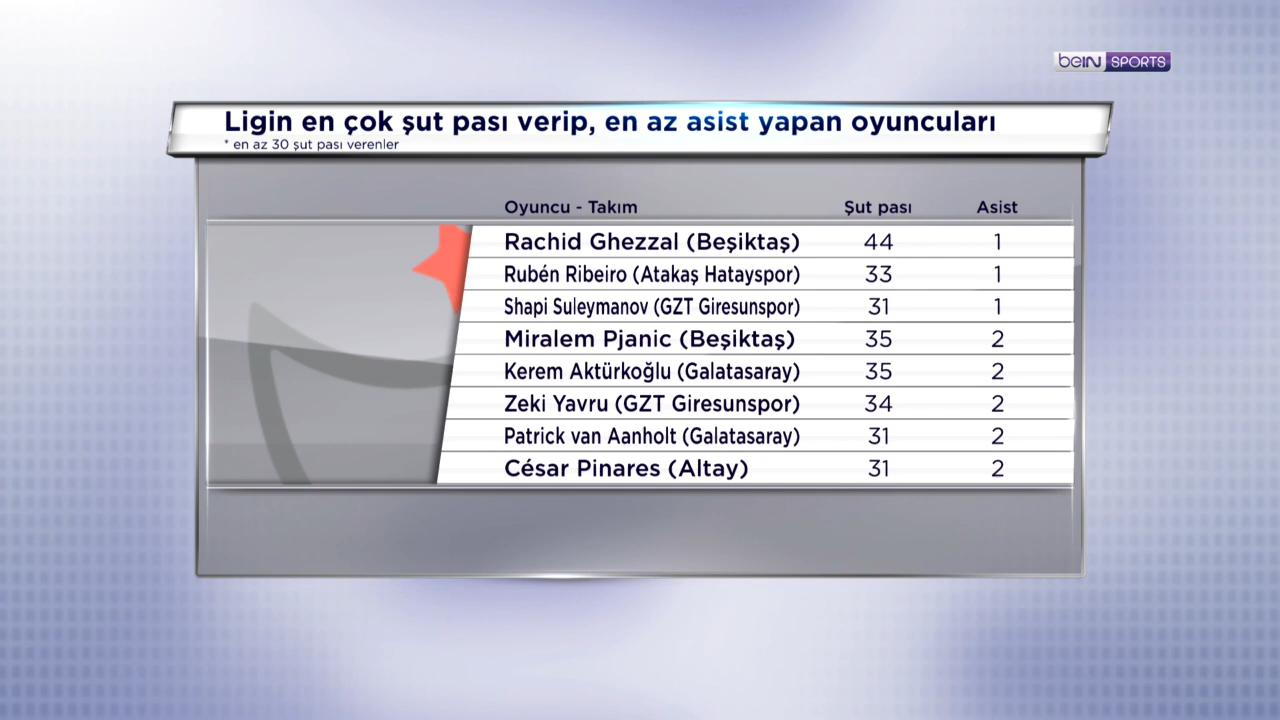 beIN SPORTS
Ligin en çok şut pası verip, en az asist yapan oyuncuları
* en az 30 şut pası verenler
Oyuncu - Takım Şut pası Asist
Rachid Ghezzal (Beşiktaş) 44 1
Rubén Ribeiro (Atakaş Hatayspor) 33 1
Shapi Suleymanov (GZT Giresunspor) 31 1
Miralem Pjanic (Beşiktaş) 35 2
Kerem Aktürkoğlu (Galatasaray) 35 2
Zeki Yavru (GZT Giresunspor) 34 2
Patrick van Aanholt (Galatasaray) 31 2
César Pinares (Altay) 31 2